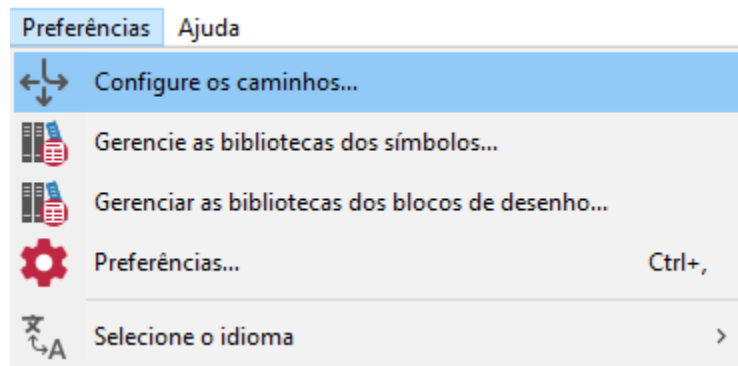 Preferências Ajuda
Configure os caminhos...
Gerencie as bibliotecas dos símbolos...
Gerenciar as bibliotecas dos blocos de desenho...
Preferências... Ctrl+,
Selecione o idioma